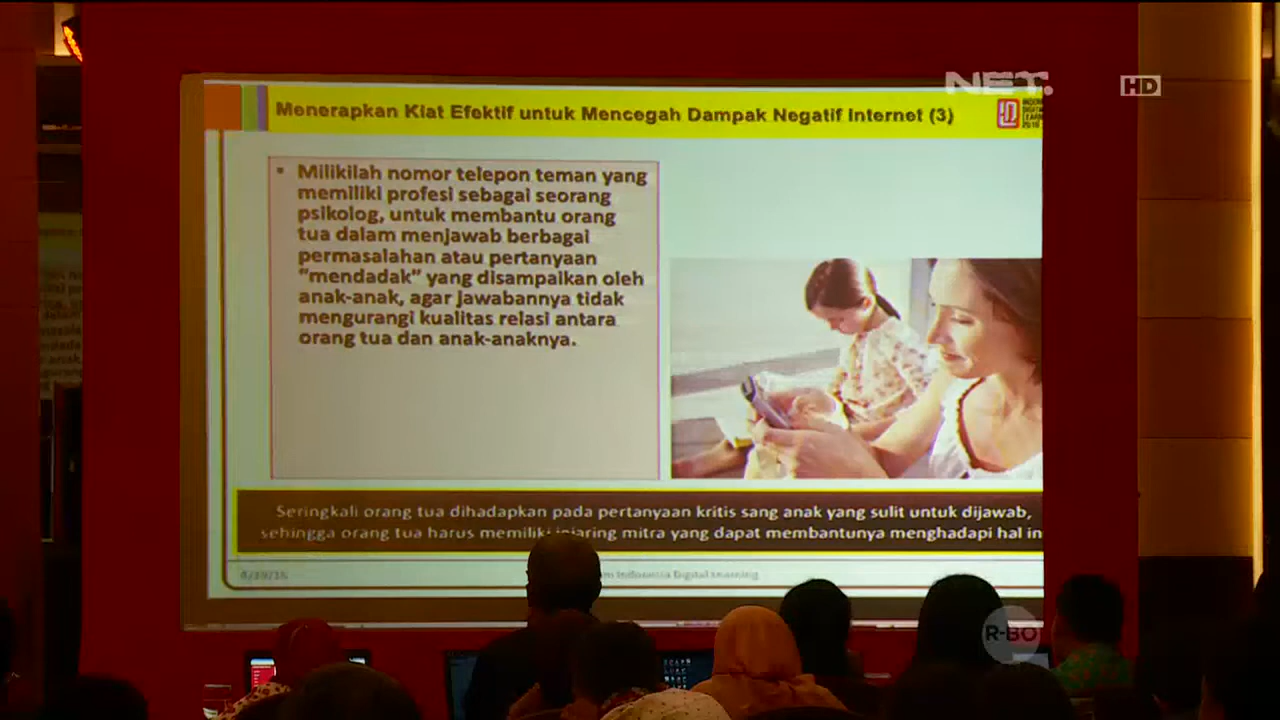 NET.
HD
Menerapkan Kiat Efektif untuk Mencegah Dampak Negatif Internet (3)
Milikilah nomor telepon teman yang
memiliki profesi sebagai seorang
psikolog, untuk membantu orang
tua dalam menjawab berbagai
permasalahan atau pertanyaan
“mendadak” yang disampaikan oleh
anak-anak, agar jawabannya tidak
mengurangi kualitas relasi antara
orang tua dan anak-anaknya.
Seringkali orang tua dihadapkan pada pertanyaan kritis sang anak yang sulit untuk dijawab,
sehingga orang tua harus memiliki jejaring mitra yang dapat membantunya menghadapi hal in
Indonesia Digital Learning
R-BO